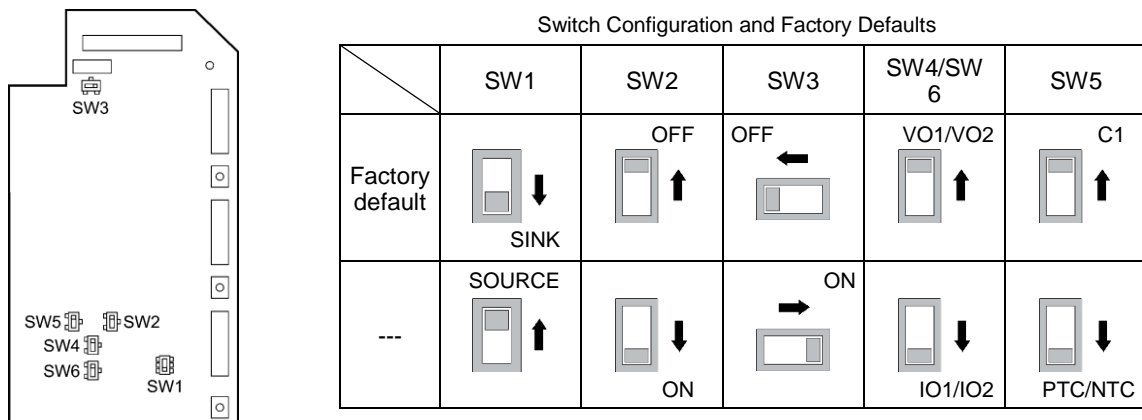 Switch Configuration and Factory Defaults
SW1
SW2
SW3
SW4/SW
6
SW5
Factory
default
SINK
OFF
OFF
VO1/VO2
C1
---
SOURCE
ON
ON
IO1/IO2
PTC/NTC
SW3
SW5
SW2
SW4
SW6
SW1